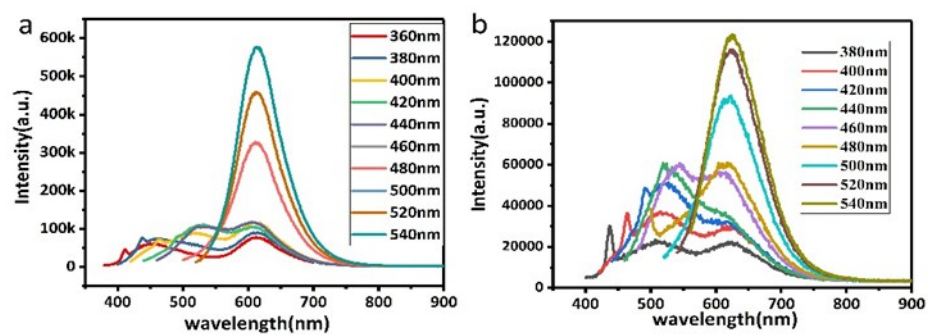 a
600k
500k
400k
300k
200k
100k
0
Intensity(a.u.)
400 500 600 700 800 900
wavelength(nm)
360nm
380nm
400nm
420nm
440nm
460nm
480nm
500nm
520nm
540nm
b
120000
100000
80000
60000
40000
20000
0
Intensity(a.u.)
400 500 600 700 800 900
wavelength(nm)
380nm
400nm
420nm
440nm
460nm
480nm
500nm
520nm
540nm